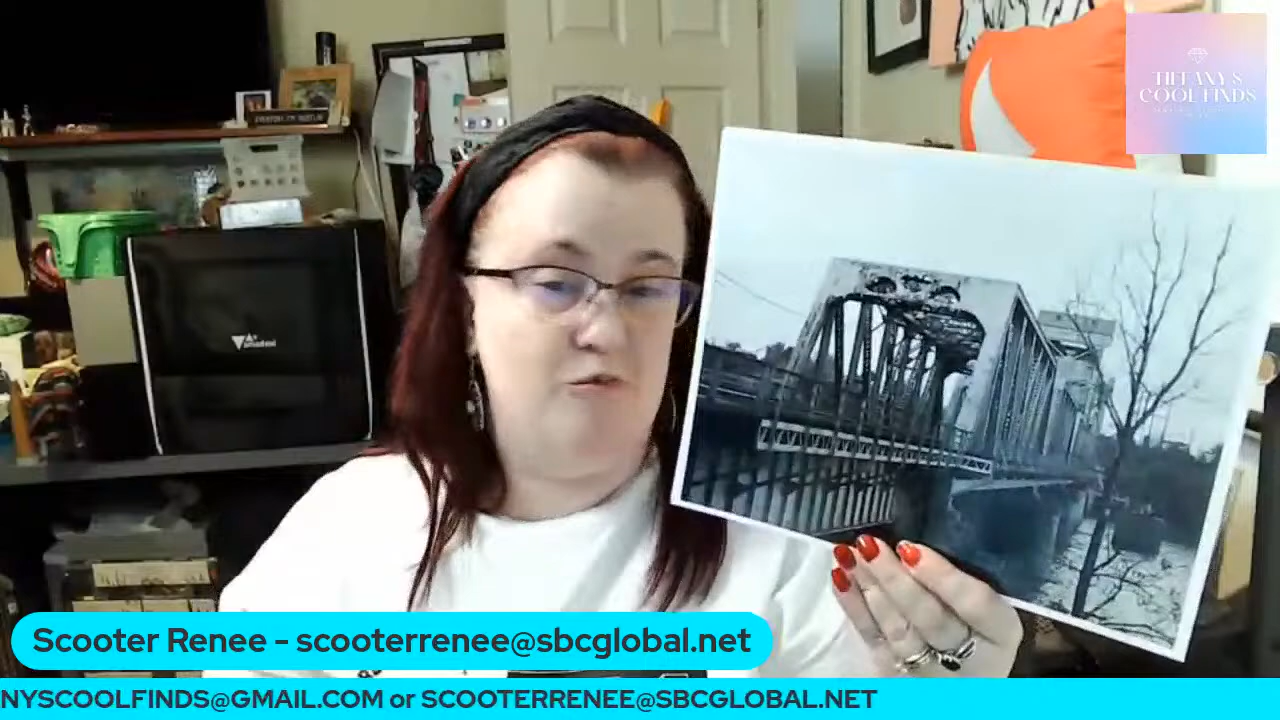 TIFFANY'S
COOL FINDS
Scooter Renee - scooterrenee@sbcglobal.net
NYSCOOLFINDS@GMAIL.COM or SCOOTERRENEE@SBCGLOBAL.NET